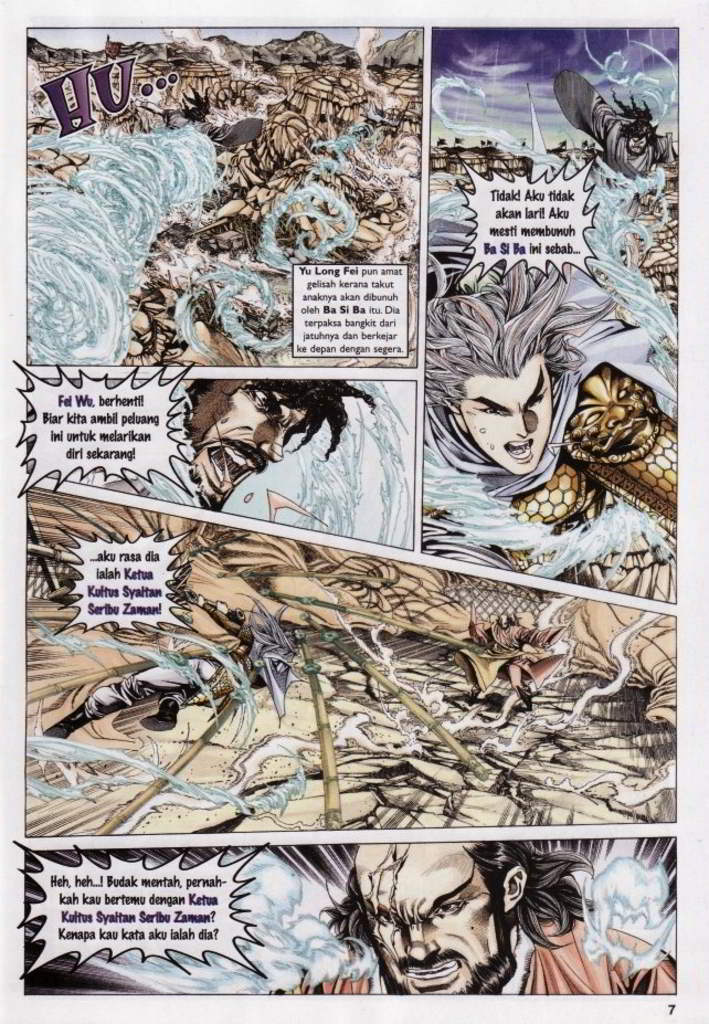 HU...
Yu Long Fei pun amat
gelisah kerana takut
anaknya akan dibunuh
oleh Ba Si Ba itu. Dia
terpaksa bangkit dari
jatuhnya dan berkejar
ke depan dengan segera.
Tidak! Aku tidak
akan lari! Aku
mesti membunuh
Ba Si Ba ini sebab...
Fei Wu, berhenti!
Biar kita ambil peluang
ini untuk melarikan
diri sekarang!
...aku rasa dia
ialah Ketua
Kultus Syaitan
Seribu Zaman!
Heh, heh...! Budak mentah, pernah-
kah kau bertemu dengan Ketua
Kultus Syaitan Seribu Zaman?
Kenapa kau kata aku ialah dia?
7